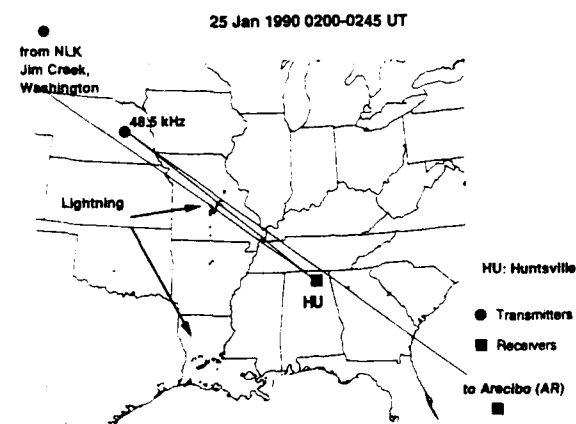 25 Jan 1990 0200-0245 UT
from NLK
Jim Creek,
Washington
48.5 kHz
Lightning
HU
HU: Huntsville
Transmitters
Receivers
to Arecibo (AR)